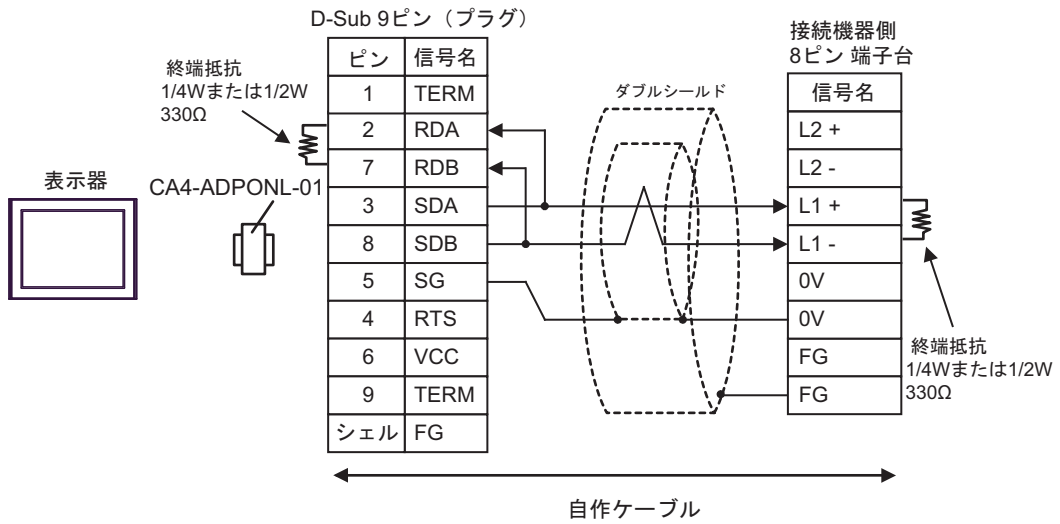 D-Sub 9ピン（プラグ）
接続機器側
8ピン 端子台
終端抵抗
1/4Wまたは1/2W
330Ω
ダブルシールド
ピン 信号名
1 TERM
2 RDA
7 RDB
3 SDA
8 SDB
5 SG
4 RTS
6 VCC
9 TERM
シェル FG
信号名
L2 +
L2 -
L1 +
L1 -
0V
0V
FG
FG
表示器
CA4-ADPONL-01
終端抵抗
1/4Wまたは1/2W
330Ω
自作ケーブル